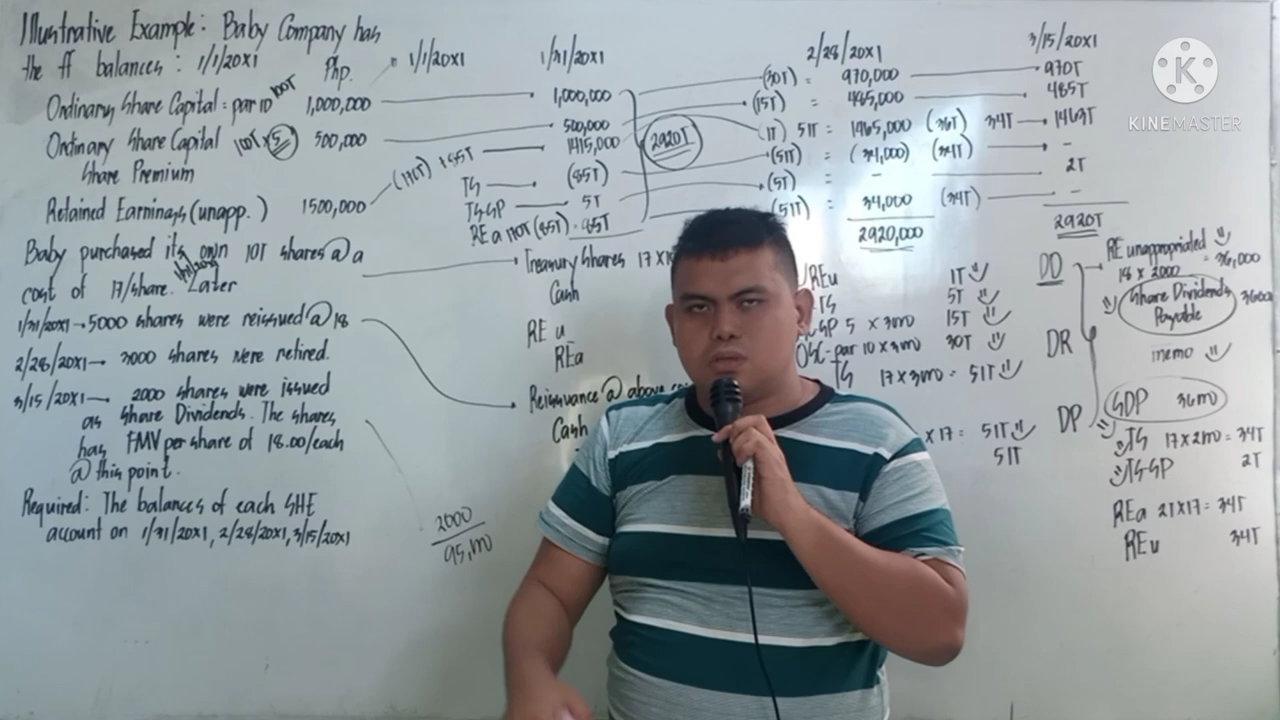 Illustrative Example: Baby Company has
the ff balances: 1/1/20x1
Php.
Ordinary Share Capital = par 10 100T 1,000,000
Ordinary Share Capital 100T x 5 500,000
Share Premium
Retained Earnings (unapp.) 1500,000
Baby purchased its own 10T shares @ a
cost of 17/share. Later
1/31/20x1 → 5000 shares were reissued @ 18
2/28/20x1 → 3000 shares were retired.
3/15/20x1 → 2000 shares were issued
as Share Dividends. The shares
has FMV per share of 18.00/each
@ this point.
Required: The balances of each SHE
account on 1/31/20x1, 2/28/20x1, 3/15/20x1
1/1/20x1
(170T)
2000
95,000
1/31/20x1
1,000,000
500,000
1415,000
TS (85T)
TS-SP 5T
REa 170T (85T) 85T
2920T
Treasury Shares 17 x
Cash
RE u
REa
Reissuance @ above
Cash
2/28/20x1
(30T) = 970,000
(15T) = 485,000
(1T) 51T = 1465,000 (36T) 34T
(51T) = (34,000) (34T)
(5T) = -
(51T) = 34,000 (34T)
2920,000
REu 1T
TS 5T
SP 5 x 3000 15T
OSC-par 10 x 3000 30T
TS 17 x 3000 = 51T
x 17 = 51T
51T
3/15/20x1
970T
485T
1463T
-
2T
-
2920T
DD
RE unappropriated
18 x 2000 = 36,000
Share Dividends
Payable
DR
memo
DP
SDP 36000
TS 17 x 2000 = 34T
TS-SP 2T
REa 2T x 17 = 34T
REu 34T
K
KINEMASTER